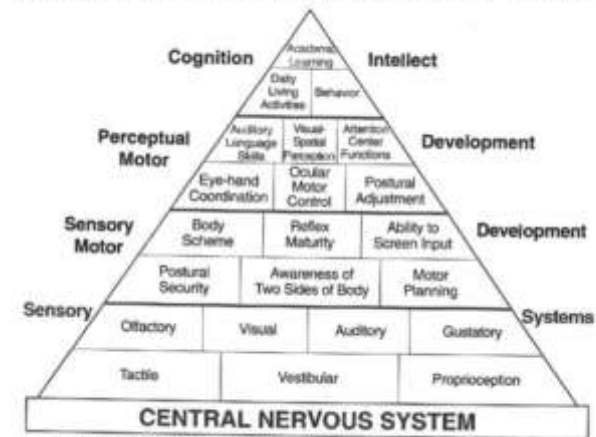 Cognition
Intellect
Academic
Learning
Daily
Living
Activities
Behavior
Perceptual
Motor
Development
Auditory
Language
Skills
Visual-
Spatial
Perception
Attention
Center
Functions
Eye-hand
Coordination
Ocular
Motor
Control
Postural
Adjustment
Sensory
Motor
Development
Body
Scheme
Reflex
Maturity
Ability to
Screen Input
Postural
Security
Awareness of
Two Sides of Body
Motor
Planning
Sensory
Systems
Olfactory
Visual
Auditory
Gustatory
Tactile
Vestibular
Proprioception
CENTRAL NERVOUS SYSTEM